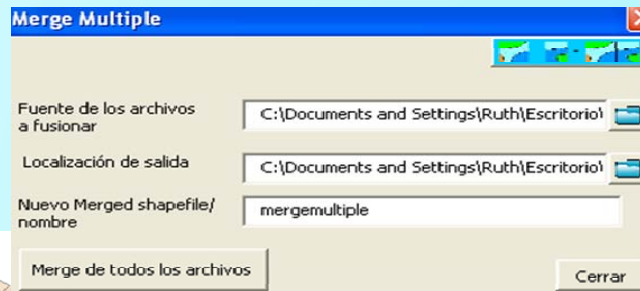 Merge Multiple
Fuente de los archivos
a fusionar
C:\Documents and Settings\Ruth\Escritorio\
Localización de salida
C:\Documents and Settings\Ruth\Escritorio\
Nuevo Merged shapefile/
nombre
mergemultiple
Merge de todos los archivos
Cerrar